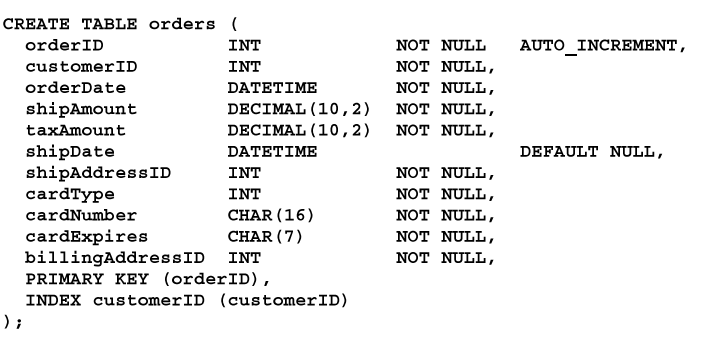 CREATE TABLE orders (
  orderID           INT              NOT NULL   AUTO_INCREMENT,
  customerID        INT              NOT NULL,
  orderDate         DATETIME         NOT NULL,
  shipAmount        DECIMAL(10,2)    NOT NULL,
  taxAmount         DECIMAL(10,2)    NOT NULL,
  shipDate          DATETIME                    DEFAULT NULL,
  shipAddressID     INT              NOT NULL,
  cardType          INT              NOT NULL,
  cardNumber        CHAR(16)         NOT NULL,
  cardExpires       CHAR(7)          NOT NULL,
  billingAddressID  INT              NOT NULL,
  PRIMARY KEY (orderID),
  INDEX customerID (customerID)
);